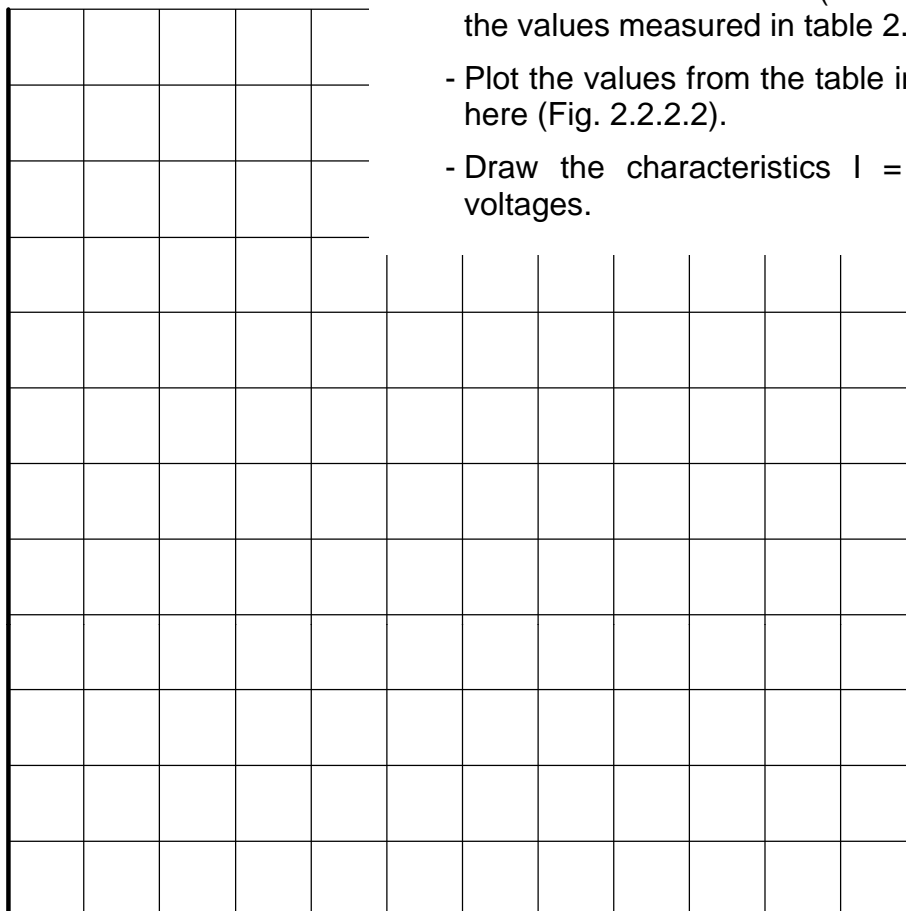 (
the values measured in table 2.
- Plot the values from the table in
here (Fig. 2.2.2.2).
- Draw the characteristics I =
voltages.